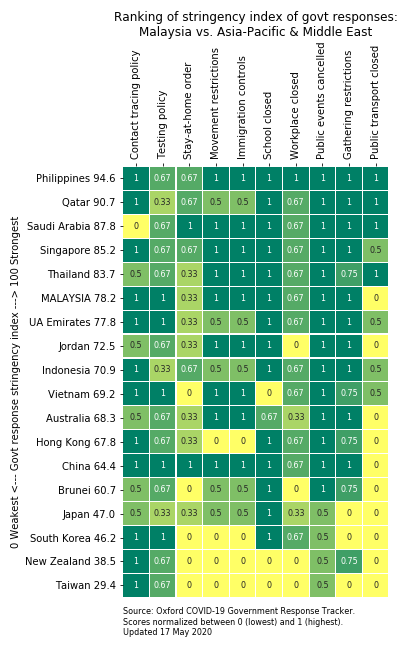 Ranking of stringency index of govt responses:
Malaysia vs. Asia-Pacific & Middle East
Contact tracing policy
Testing policy
Stay-at-home order
Movement restrictions
Immigration controls
School closed
Workplace closed
Public events cancelled
Gathering restrictions
Public transport closed
0 Weakest <--- Govt response stringency index ---> 100 Strongest
Philippines 94.6 1 0.67 0.67 1 1 1 1 1 1 1
Qatar 90.7 1 0.33 0.67 0.5 0.5 1 0.67 1 1 1
Saudi Arabia 87.8 0 0.67 1 1 1 1 0.67 1 1 1
Singapore 85.2 1 0.67 0.67 1 1 1 0.67 1 1 0.5
Thailand 83.7 0.5 0.67 0.33 1 1 1 0.67 1 0.75 1
MALAYSIA 78.2 1 1 0.33 1 1 1 0.67 1 1 0
UA Emirates 77.8 1 1 0.33 0.5 0.5 1 0.67 1 1 0.5
Jordan 72.5 0.5 0.67 0.33 1 1 1 0 1 1 0
Indonesia 70.9 1 0.33 0.67 0.5 0.5 1 0.67 1 1 0.5
Vietnam 69.2 1 1 0 1 1 0 0.67 1 0.75 0.5
Australia 68.3 0.5 0.67 0.33 1 1 0.67 0.33 1 1 0
Hong Kong 67.8 1 0.67 0.33 0 0 1 0.67 1 0.75 0
China 64.4 1 1 1 1 1 1 0.67 1 1 0
Brunei 60.7 0.5 0.67 0 0.5 0.5 1 0 1 0.75 0
Japan 47.0 0.5 0.33 0.33 0.5 0.5 1 0.33 0.5 0 0
South Korea 46.2 1 1 0 0 0 1 0.67 0.5 0 0
New Zealand 38.5 1 0.67 0 0 0 0 0 0.5 0.75 0
Taiwan 29.4 1 0.67 0 0 0 0 0 0.5 0 0
Source: Oxford COVID-19 Government Response Tracker.
Scores normalized between 0 (lowest) and 1 (highest).
Updated 17 May 2020